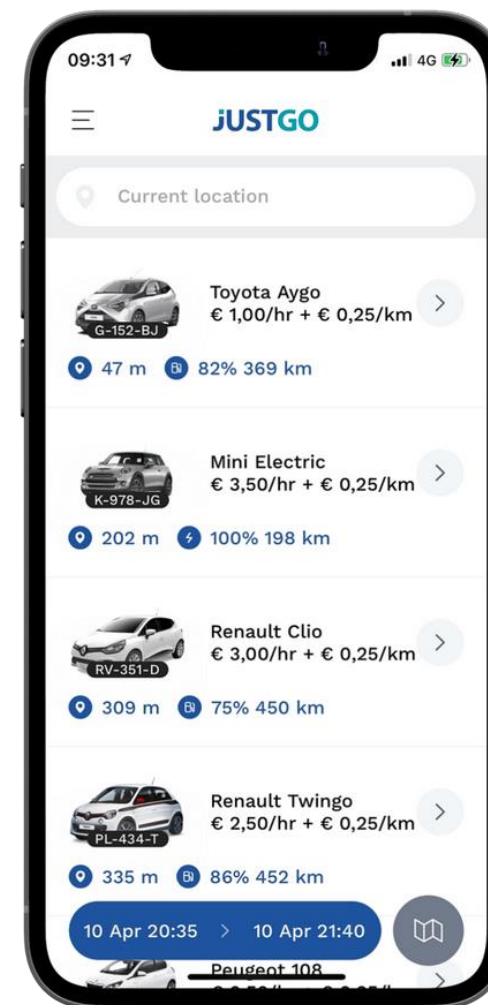 09:31
4G
JUSTGO
Current location
Toyota Aygo
€ 1,00/hr + € 0,25/km
G-152-BJ
47 m 82% 369 km
Mini Electric
€ 3,50/hr + € 0,25/km
K-978-JG
202 m 100% 198 km
Renault Clio
€ 3,00/hr + € 0,25/km
RV-351-D
309 m 75% 450 km
Renault Twingo
€ 2,50/hr + € 0,25/km
PL-434-T
335 m 86% 452 km
10 Apr 20:35 > 10 Apr 21:40
Peugeot 108